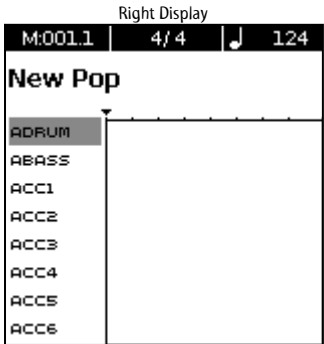 Right Display
M:001.1 4/4 124
New Pop
ADRUM
ABASS
ACC1
ACC2
ACC3
ACC4
ACC5
ACC6